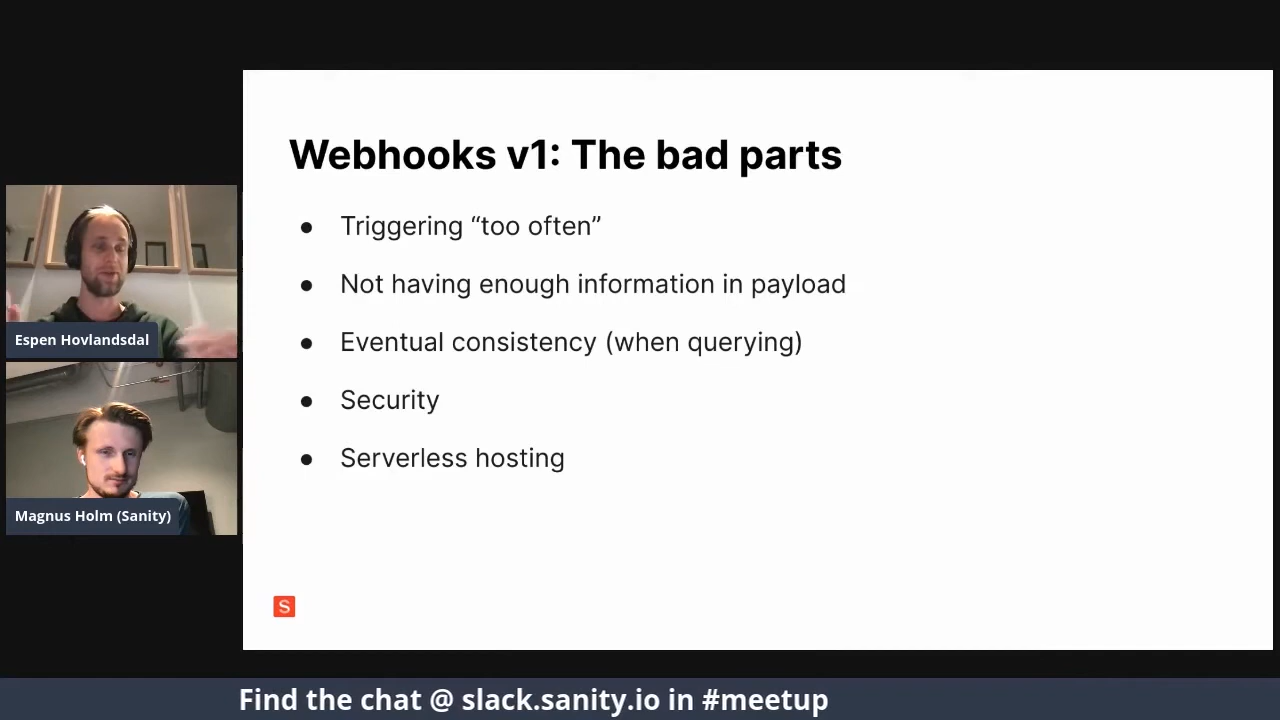 Webhooks v1: The bad parts
● Triggering “too often”
● Not having enough information in payload
● Eventual consistency (when querying)
● Security
● Serverless hosting
S
Espen Hovlandsdal
Magnus Holm (Sanity)
Find the chat @ slack.sanity.io in #meetup